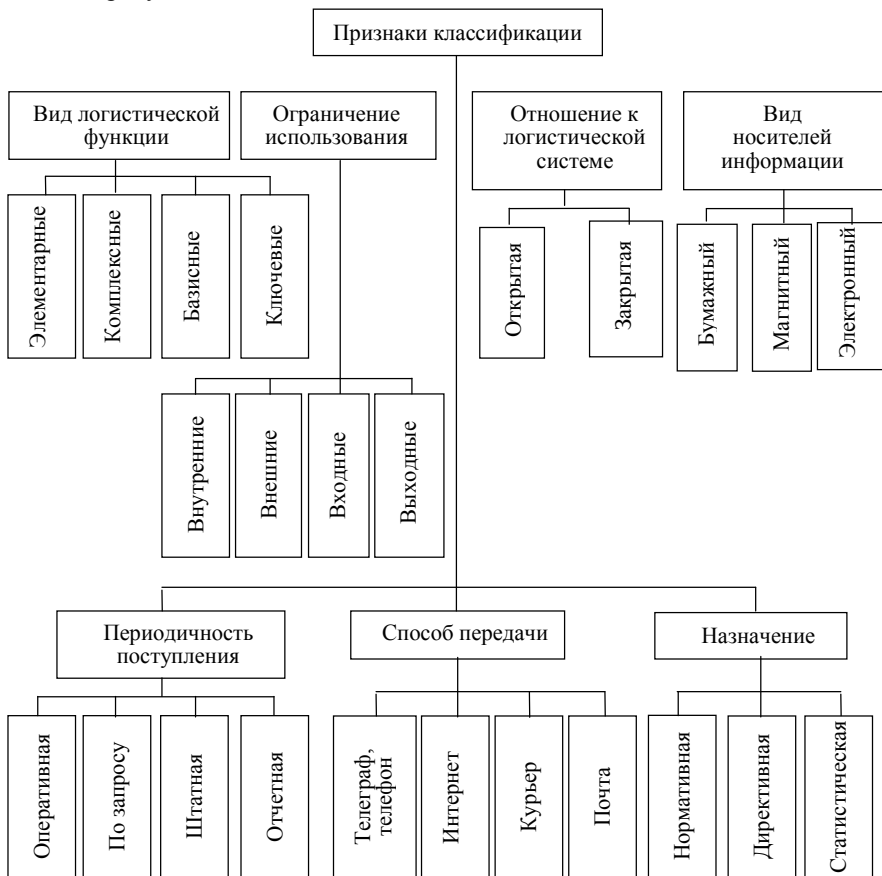 Признаки классификации
Вид логистической
функции
Ограничение
использования
Отношение к
логистической
системе
Вид
носителей
информации
Элементарные
Комплексные
Базисные
Ключевые
Открытая
Закрытая
Бумажный
Магнитный
Электронный
Внутренние
Внешние
Входные
Выходные
Периодичность
поступления
Способ передачи
Назначение
Оперативная
По запросу
Штатная
Отчетная
Телеграф,
телефон
Интернет
Курьер
Почта
Нормативная
Директивная
Статистическая